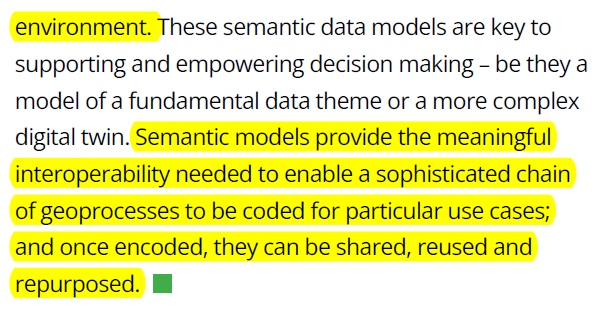 environment. These semantic data models are key to
supporting and empowering decision making – be they a
model of a fundamental data theme or a more complex
digital twin. Semantic models provide the meaningful
interoperability needed to enable a sophisticated chain
of geoprocesses to be coded for particular use cases;
and once encoded, they can be shared, reused and
repurposed.